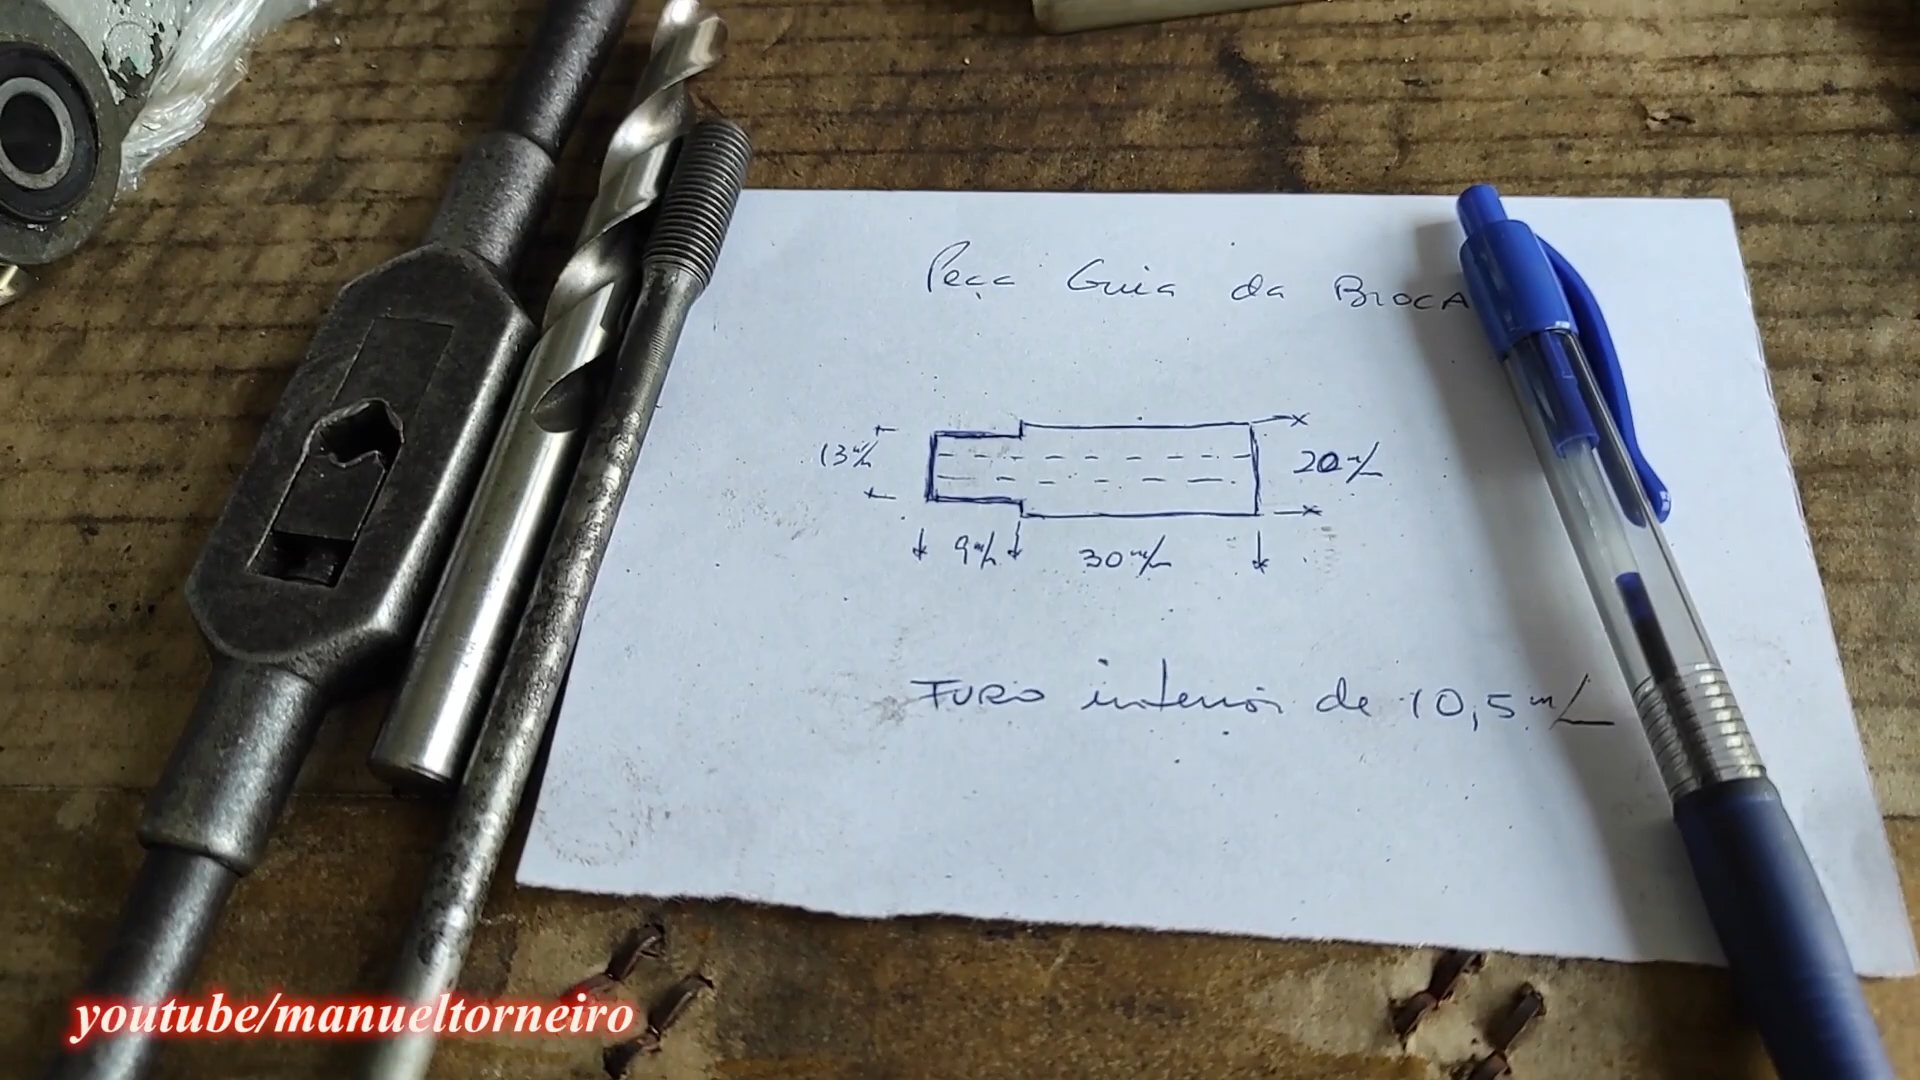 Peça Guia da BROCA
13 m/m
20 m/m
9 m/m
30 m/m
FURO interior de 10,5 m/m
youtube/manueltorneiro